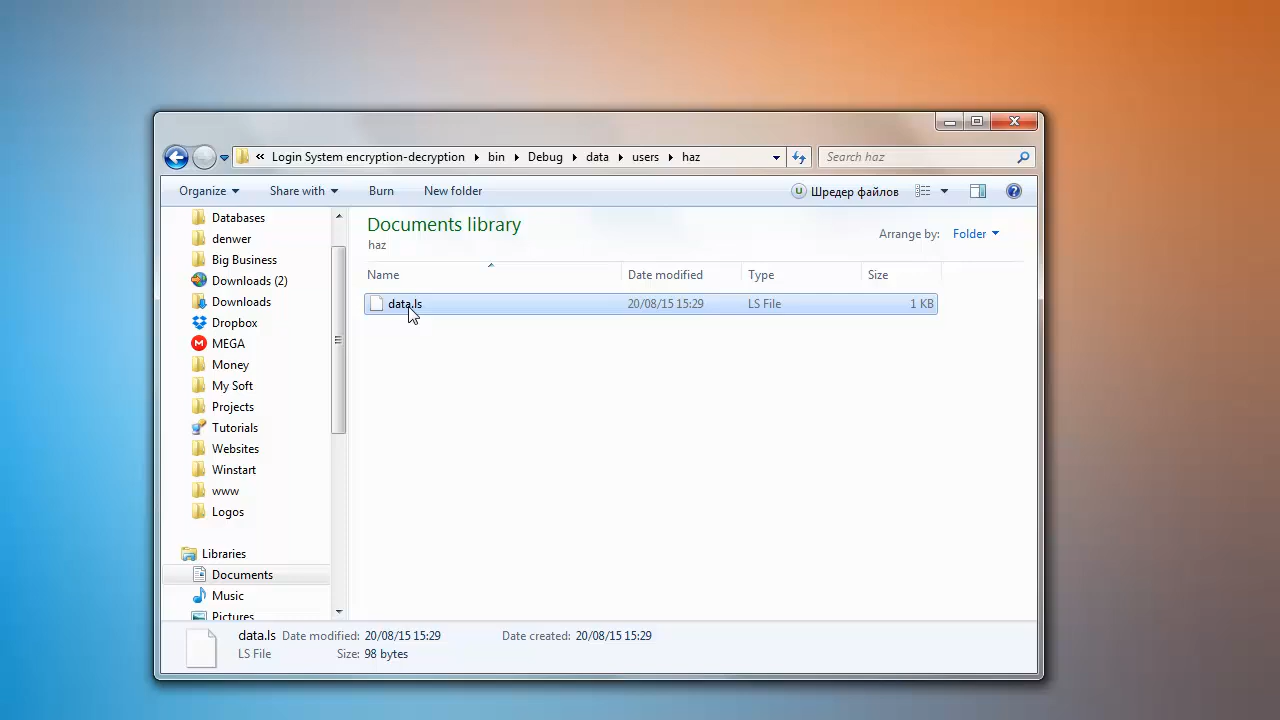 « Login System encryption-decryption ▸ bin ▸ Debug ▸ data ▸ users ▸ haz
Search haz
Organize Share with Burn New folder
Шредер файлов
Databases
denwer
Big Business
Downloads (2)
Downloads
Dropbox
MEGA
Money
My Soft
Projects
Tutorials
Websites
Winstart
www
Logos
Libraries
Documents
Music
Pictures
Documents library
haz
Arrange by: Folder
Name Date modified Type Size
data.ls 20/08/15 15:29 LS File 1 KB
data.ls Date modified: 20/08/15 15:29 Date created: 20/08/15 15:29
LS File Size: 98 bytes